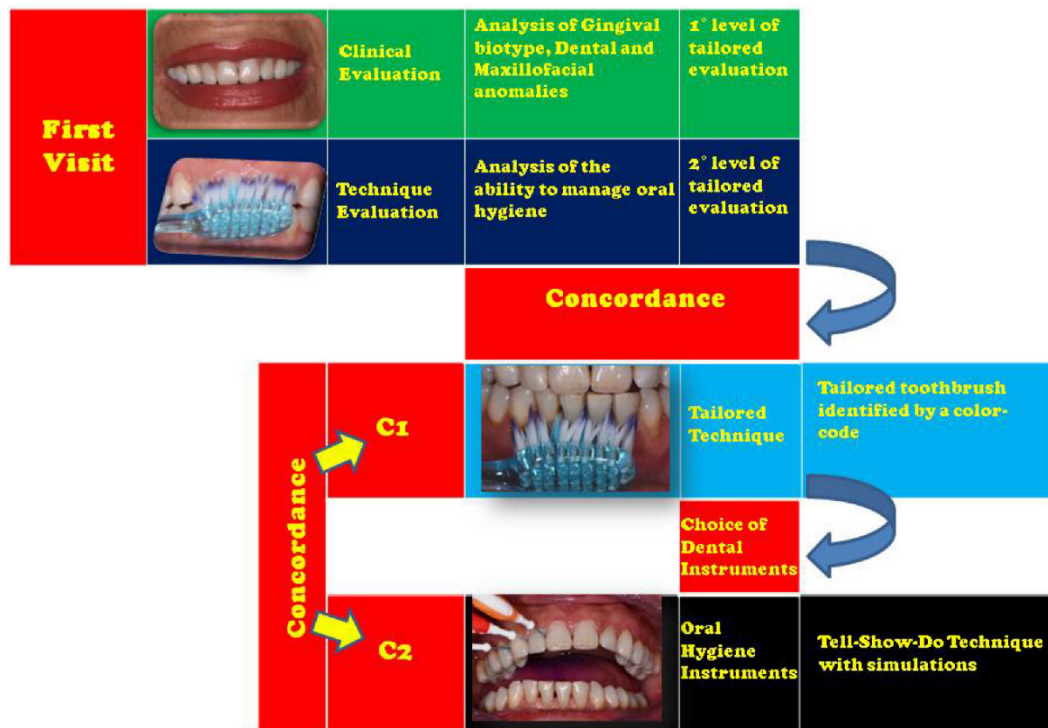 First
Visit
Clinical
Evaluation
Analysis of Gingival
biotype, Dental and
Maxillofacial
anomalies
1° level of
tailored
evaluation
Technique
Evaluation
Analysis of the
ability to manage oral
hygiene
2° level of
tailored
evaluation
Concordance
Concordance
C1
Tailored
Technique
Tailored toothbrush
identified by a color-
code
Choice of
Dental
Instruments
C2
Oral
Hygiene
Instruments
Tell-Show-Do Technique
with simulations